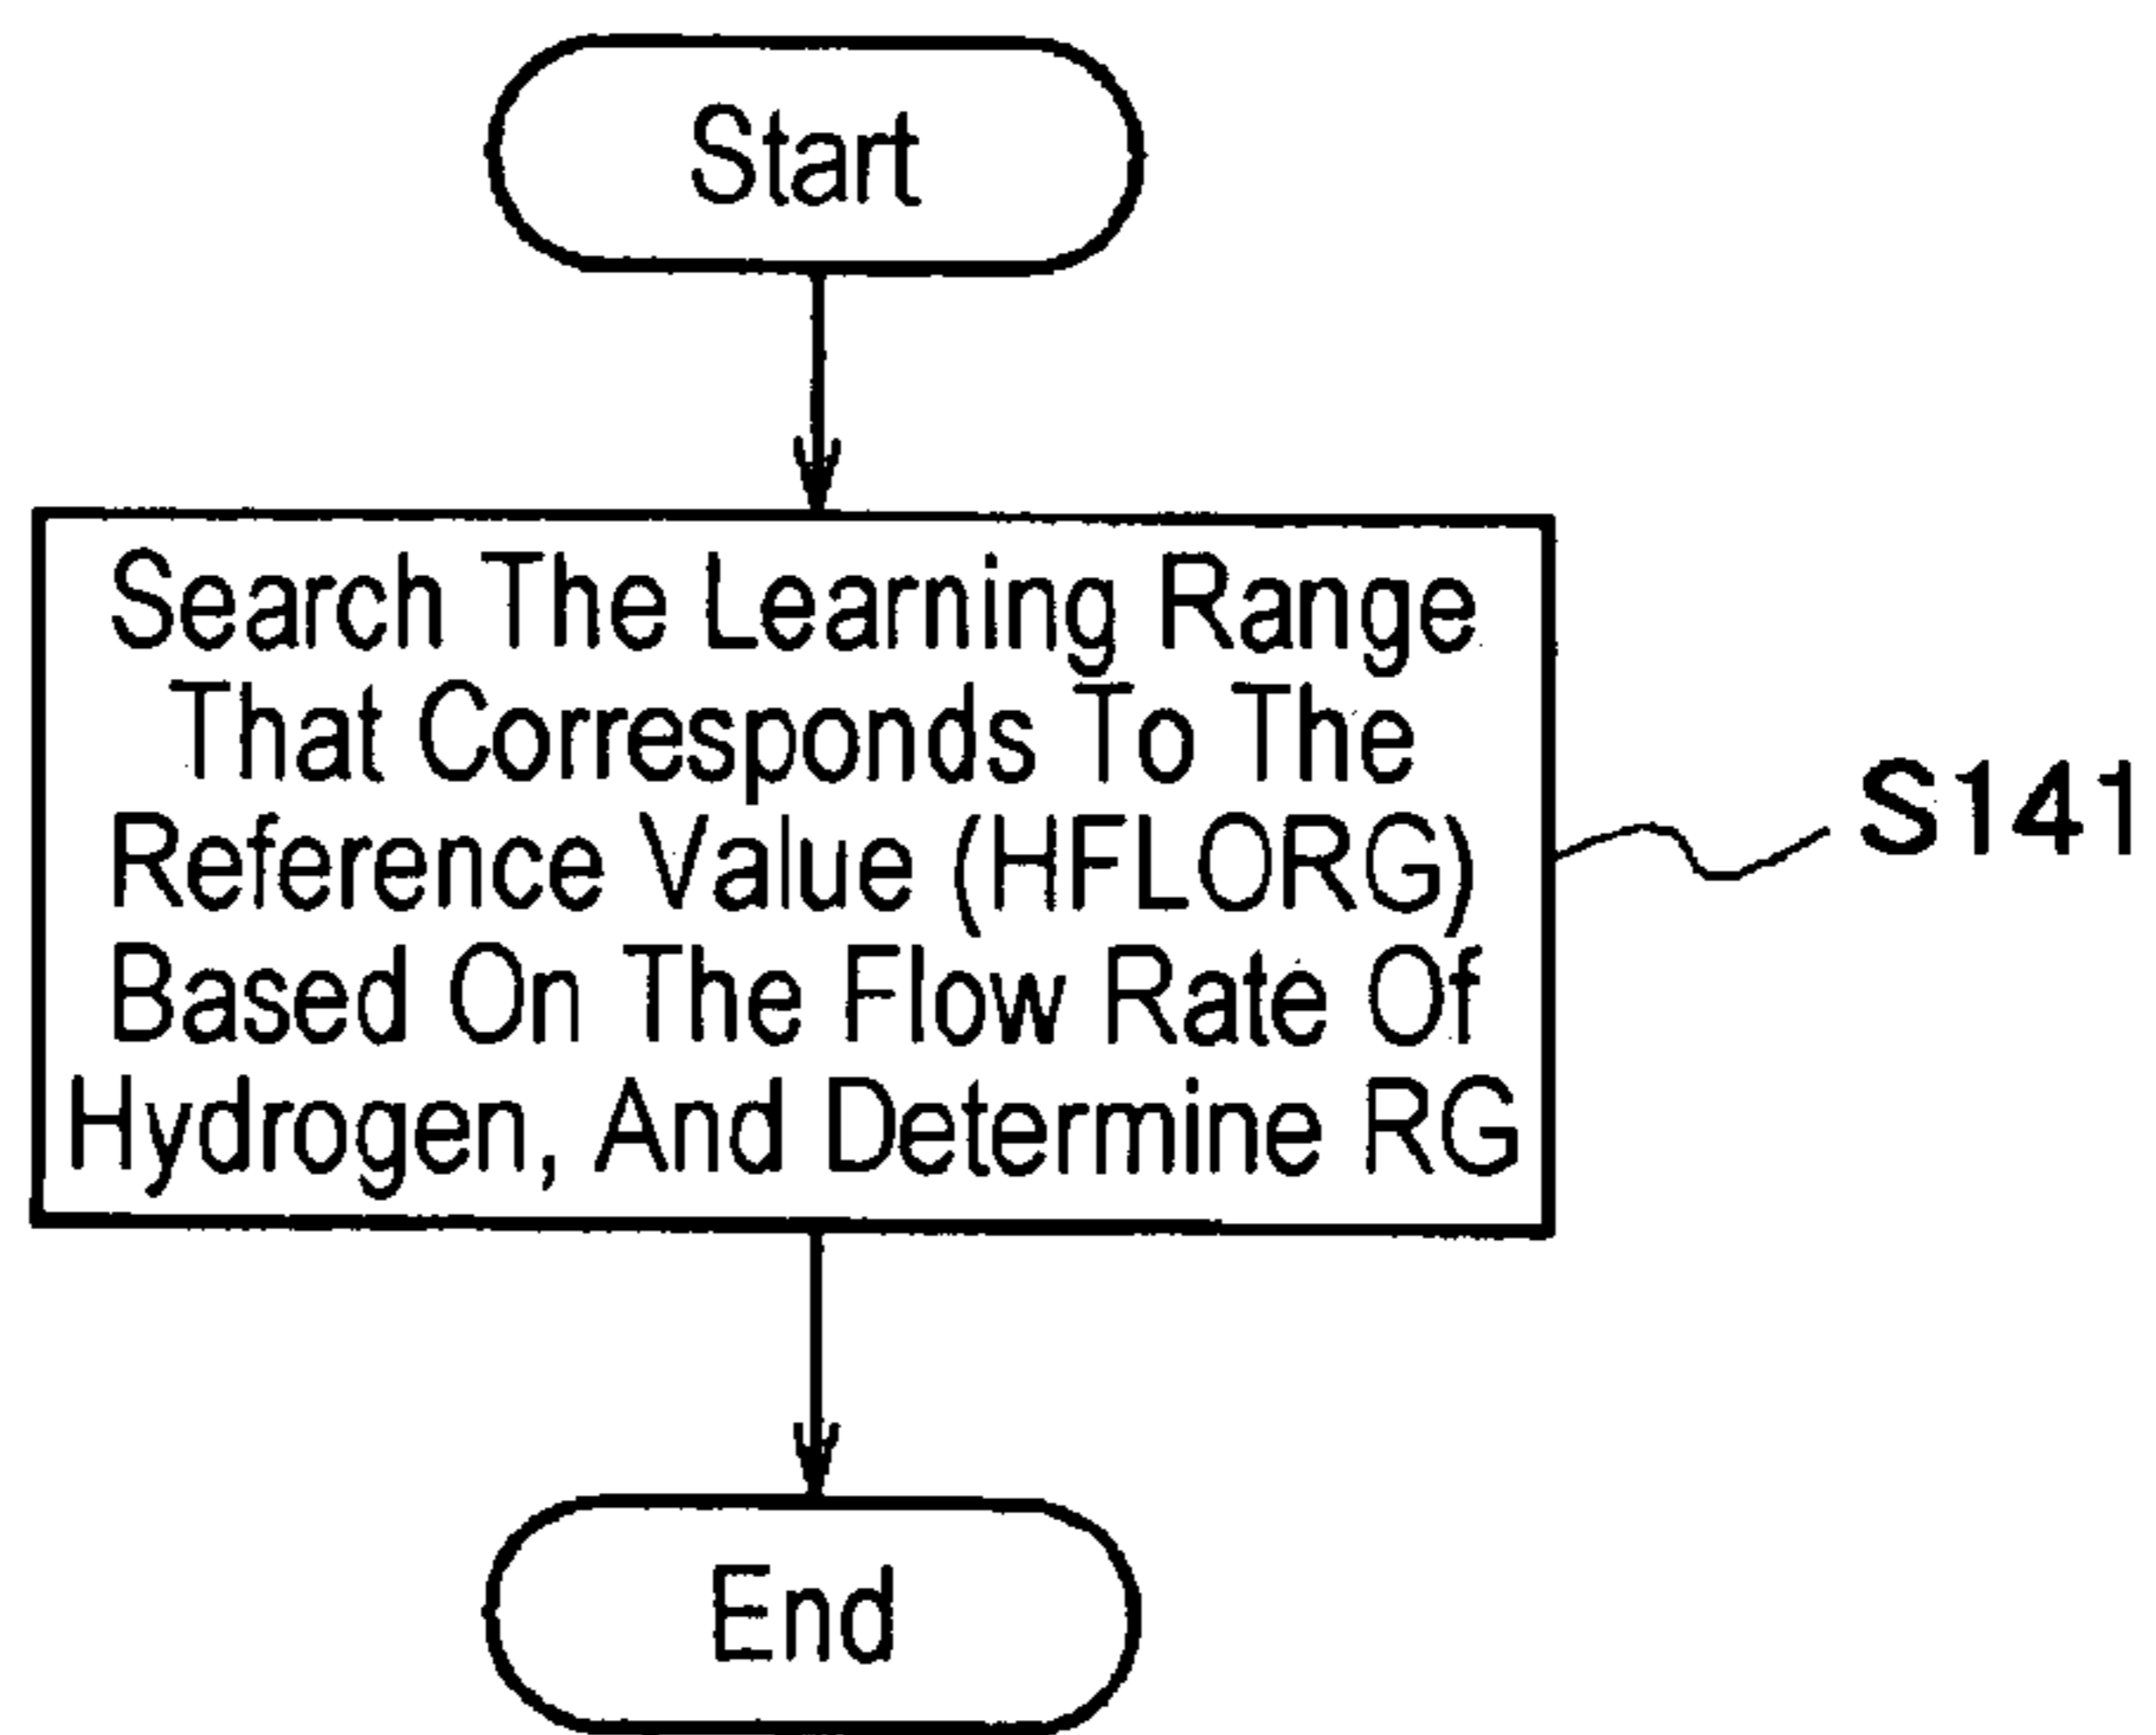 Start
Search The Learning Range
That Corresponds To The
Reference Value (HFLORG)
Based On The Flow Rate Of
Hydrogen, And Determine RG
S141
End